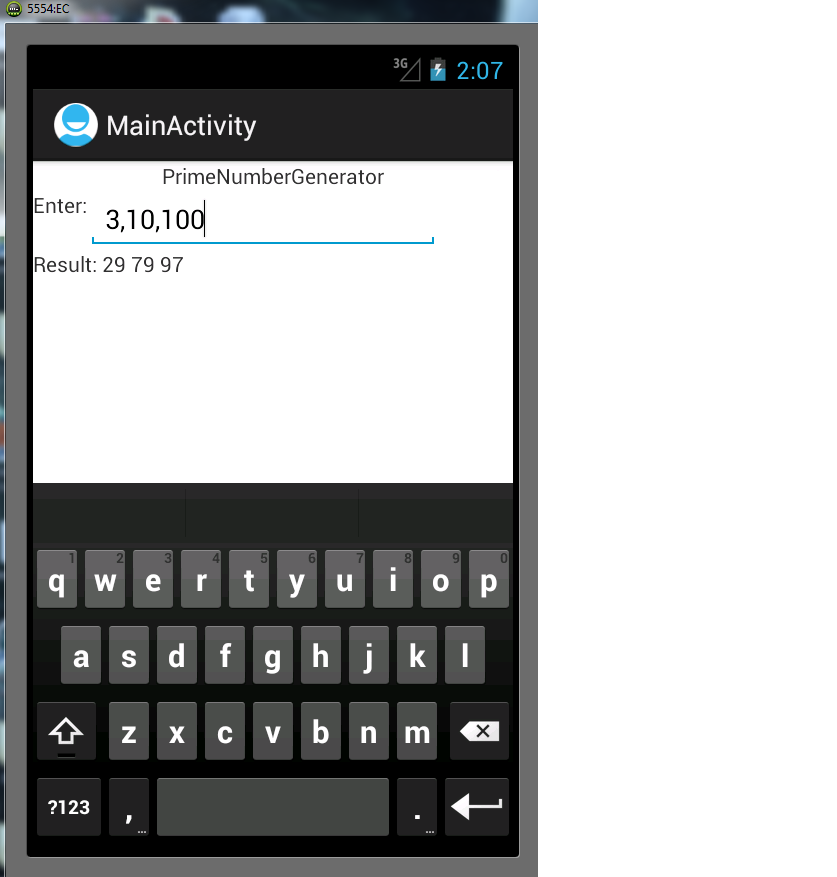 5554:EC
3G 2:07
MainActivity
PrimeNumberGenerator
Enter: 3,10,100
Result: 29 79 97
1 2 3 4 5 6 7 8 9 0
q w e r t y u i o p
a s d f g h j k l
z x c v b n m
?123 , ... . ...